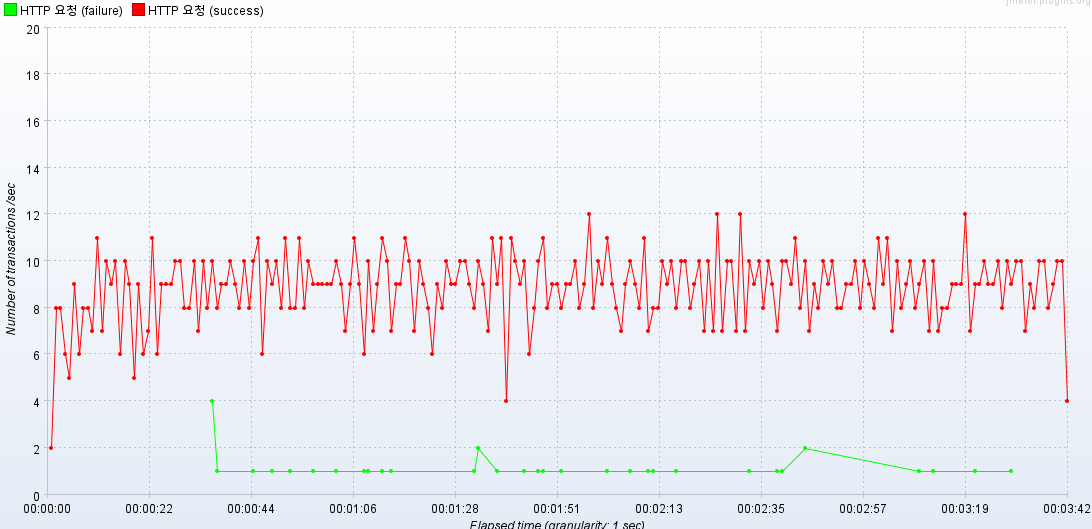 jmeter-plugins.org
HTTP 요청 (failure) HTTP 요청 (success)
Number of transactions /sec
20
18
16
14
12
10
8
6
4
2
0
00:00:00 00:00:22 00:00:44 00:01:06 00:01:28 00:01:51 00:02:13 00:02:35 00:02:57 00:03:19 00:03:42
Elapsed time (granularity: 1 sec)